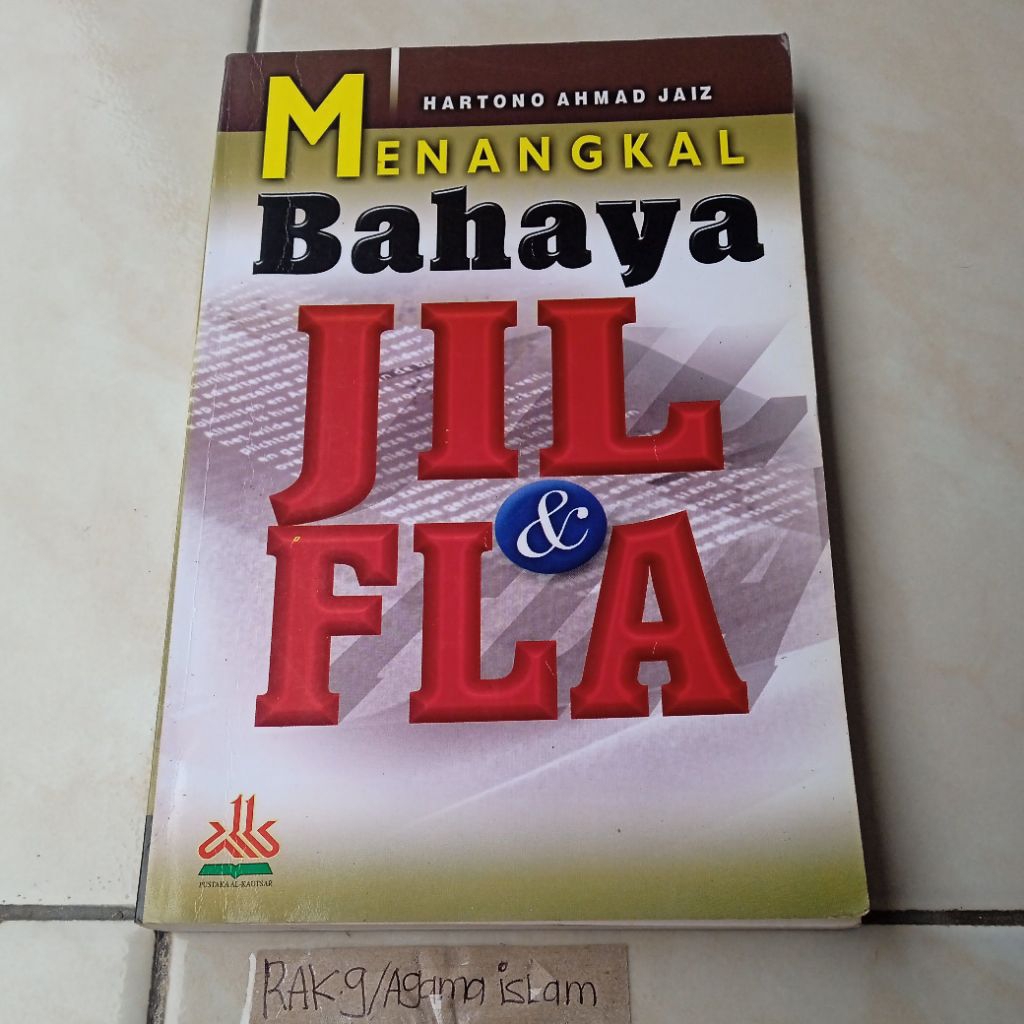 HARTONO AHMAD JAIZ
MENANGKAL
Bahaya
JIL
&
FLA
PUSTAKA AL-KAUTSAR
RAK.9/Agama islam